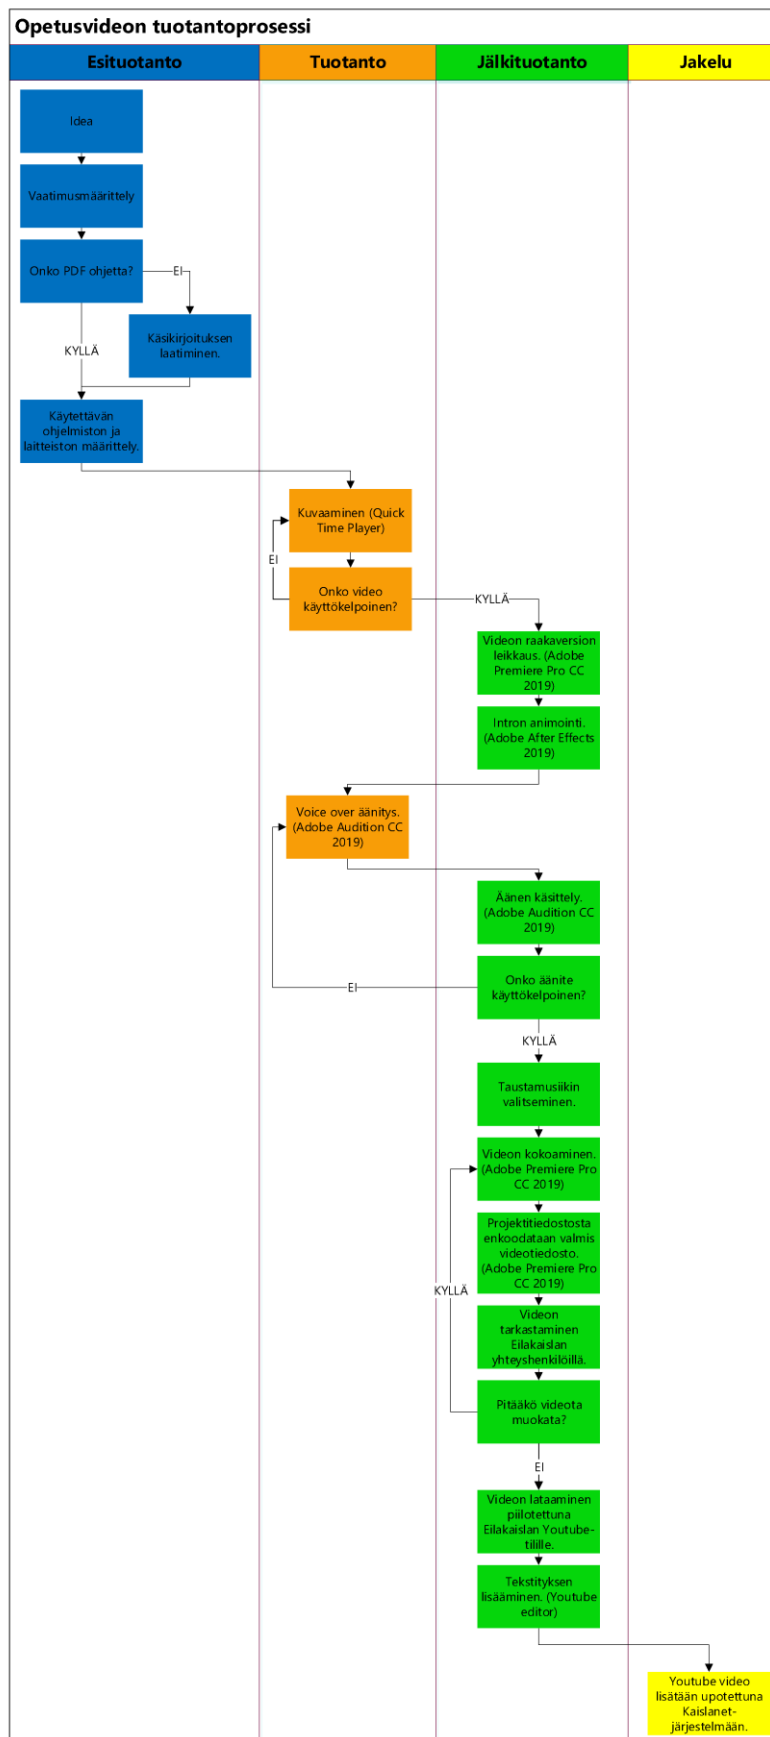 Opetusvideon tuotantoprosessi
Esituotanto
Tuotanto
Jälkituotanto
Jakelu
Idea
Vaatimusmäärittely
Onko PDF ohjetta?
EI
Käsikirjoituksen
laatiminen.
KYLLÄ
Käytettävän
ohjelmiston ja
laitteiston määrittely.
Kuvaaminen (Quick
Time Player)
EI
Onko video
käyttökelpoinen?
KYLLÄ
Videon raakaversion
leikkaus. (Adobe
Premiere Pro CC
2019)
Intron animointi.
(Adobe After Effects
2019)
Voice over äänitys.
(Adobe Audition CC
2019)
Äänen käsittely.
(Adobe Audition CC
2019)
Onko äänite
käyttökelpoinen?
EI
KYLLÄ
Taustamusiikin
valitseminen.
Videon kokoaminen.
(Adobe Premiere Pro
CC 2019)
Projektitiedostosta
enkoodataan valmis
videotiedosto.
(Adobe Premiere Pro
CC 2019)
KYLLÄ
Videon
tarkastaminen
Eilakaislan
yhteyshenkilöillä.
Pitääkö videota
muokata?
EI
Videon lataaminen
piilotettuna
Eilakaislan Youtube-
tilille.
Tekstityksen
lisääminen. (Youtube
editor)
Youtube video
lisätään upotettuna
Kaislanet-
järjestelmään.